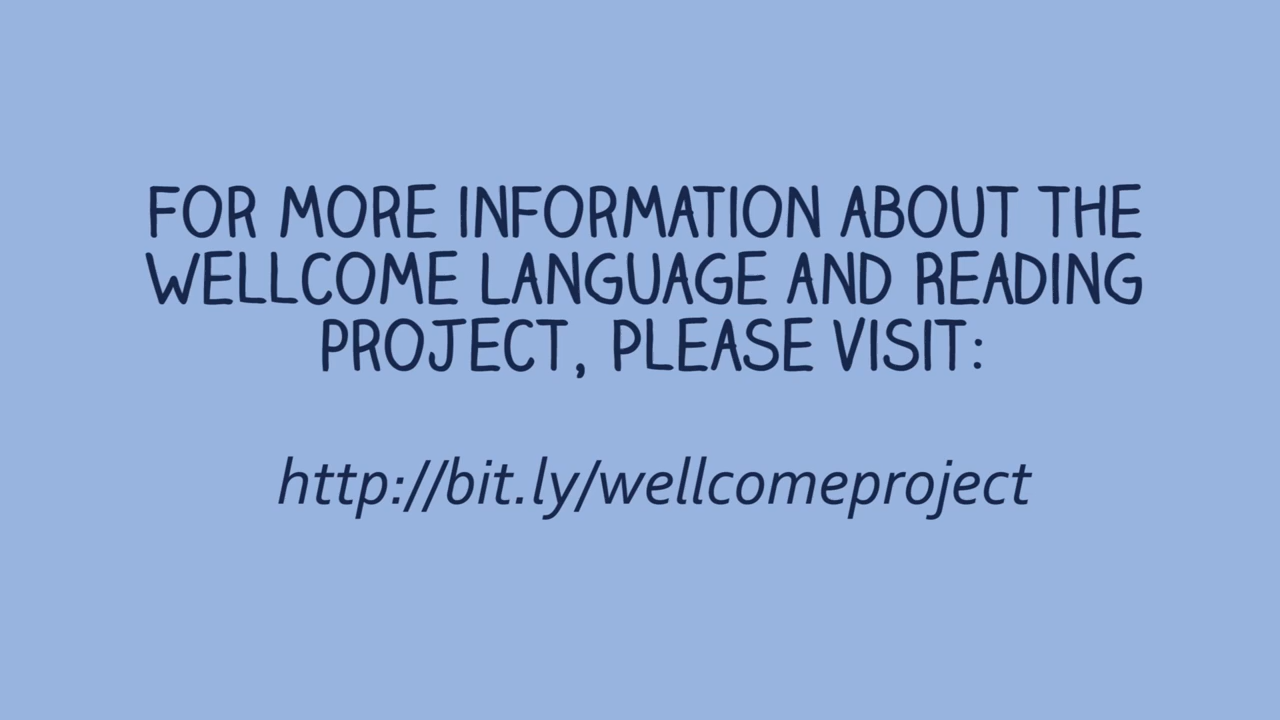 FOR MORE INFORMATION ABOUT THE
WELLCOME LANGUAGE AND READING
PROJECT, PLEASE VISIT:
http://bit.ly/wellcomeproject